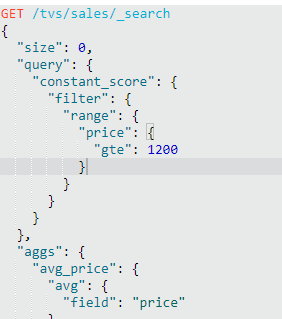 GET /tvs/sales/_search
{
  "size": 0,
  "query": {
    "constant_score": {
      "filter": {
        "range": {
          "price": {
            "gte": 1200
          }
        }
      }
    }
  },
  "aggs": {
    "avg_price": {
      "avg": {
        "field": "price"